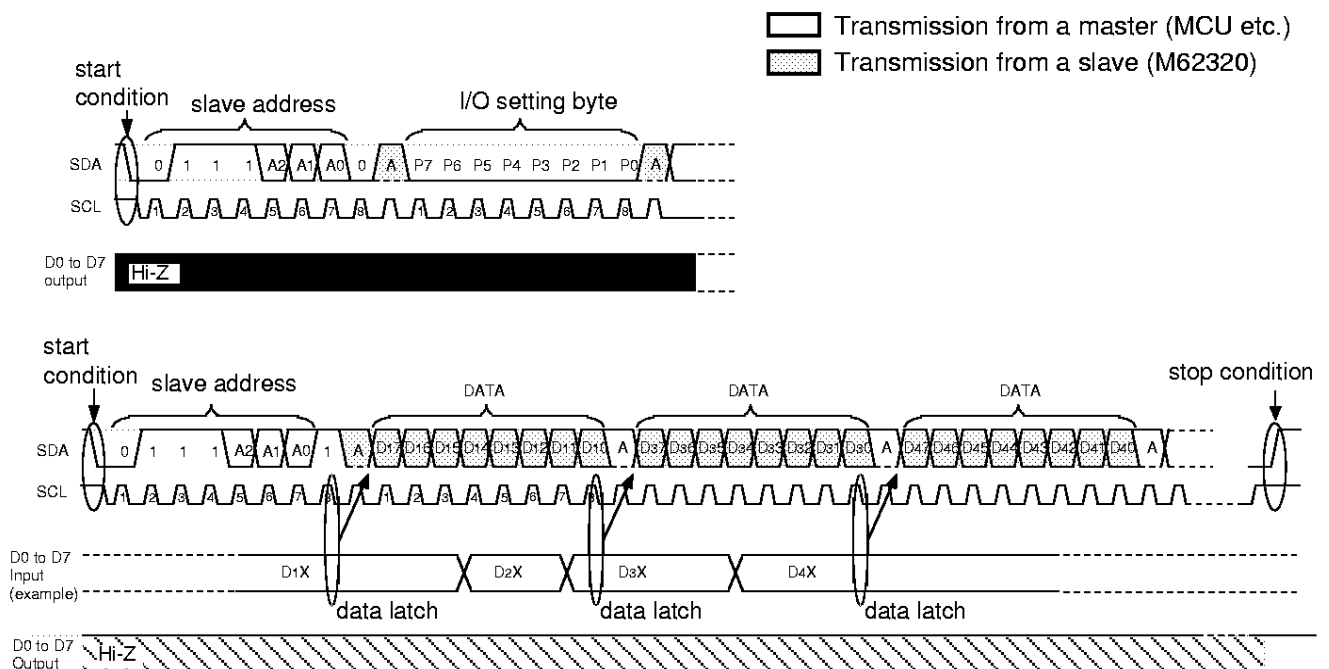 Transmission from a master (MCU etc.)
Transmission from a slave (M62320)
start
condition
slave address
I/O setting byte
SDA 0 1 1 1 A2 A1 A0 0 A P7 P6 P5 P4 P3 P2 P1 P0 A
SCL 1 2 3 4 5 6 7 8 1 2 3 4 5 6 7 8
D0 to D7
output
Hi-Z
start
condition
slave address
DATA
DATA
DATA
stop condition
SDA 0 1 1 1 A2 A1 A0 1 A D17 D16 D15 D14 D13 D12 D11 D10 A D37 D36 D35 D34 D33 D32 D31 D30 A D47 D46 D45 D44 D43 D42 D41 D40 A
SCL 1 2 3 4 5 6 7 8 1 2 3 4 5 6 7 8
D0 to D7
Input
(example)
D1X D2X D3X D4X
data latch data latch data latch
D0 to D7
Output
Hi-Z